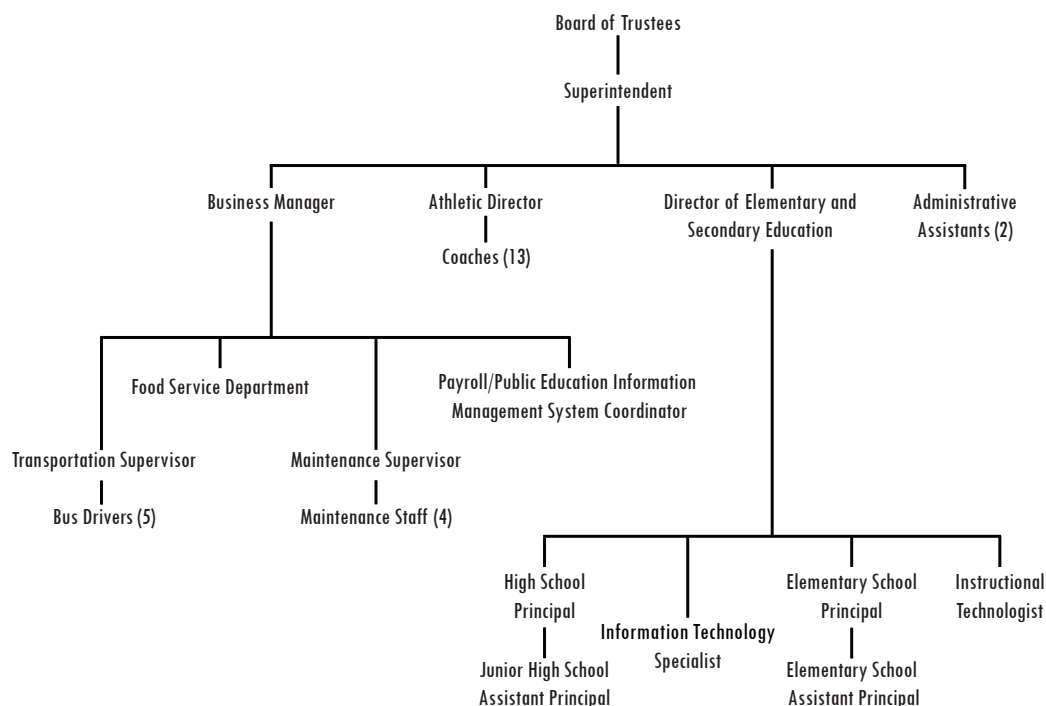 Board of Trustees
Superintendent
Business Manager
Athletic Director
Director of Elementary and
Secondary Education
Administrative
Assistants (2)
Coaches (13)
Food Service Department
Payroll/Public Education Information
Management System Coordinator
Transportation Supervisor
Maintenance Supervisor
Bus Drivers (5)
Maintenance Staff (4)
High School
Principal
Information Technology
Specialist
Elementary School
Principal
Instructional
Technologist
Junior High School
Assistant Principal
Elementary School
Assistant Principal